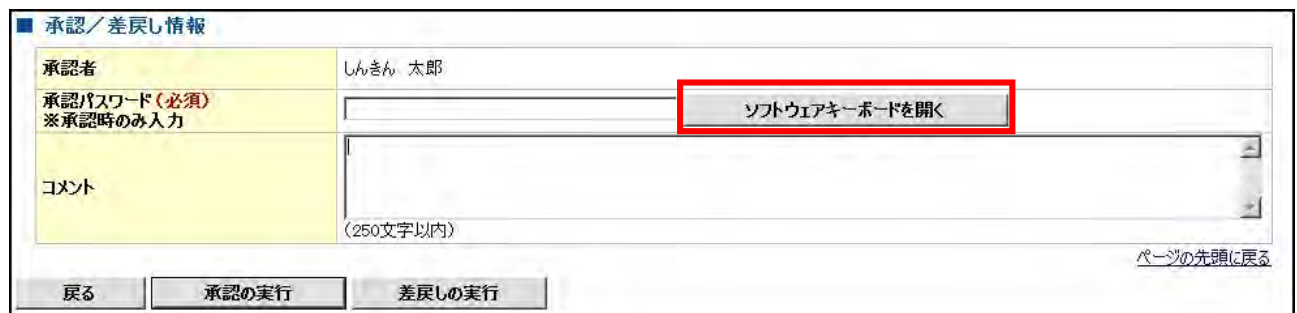 ■ 承認／差戻し情報
承認者
しんきん 太郎
承認パスワード(必須)
※承認時のみ入力
ソフトウェアキーボードを開く
コメント
(250文字以内)
ページの先頭に戻る
戻る 承認の実行 差戻しの実行